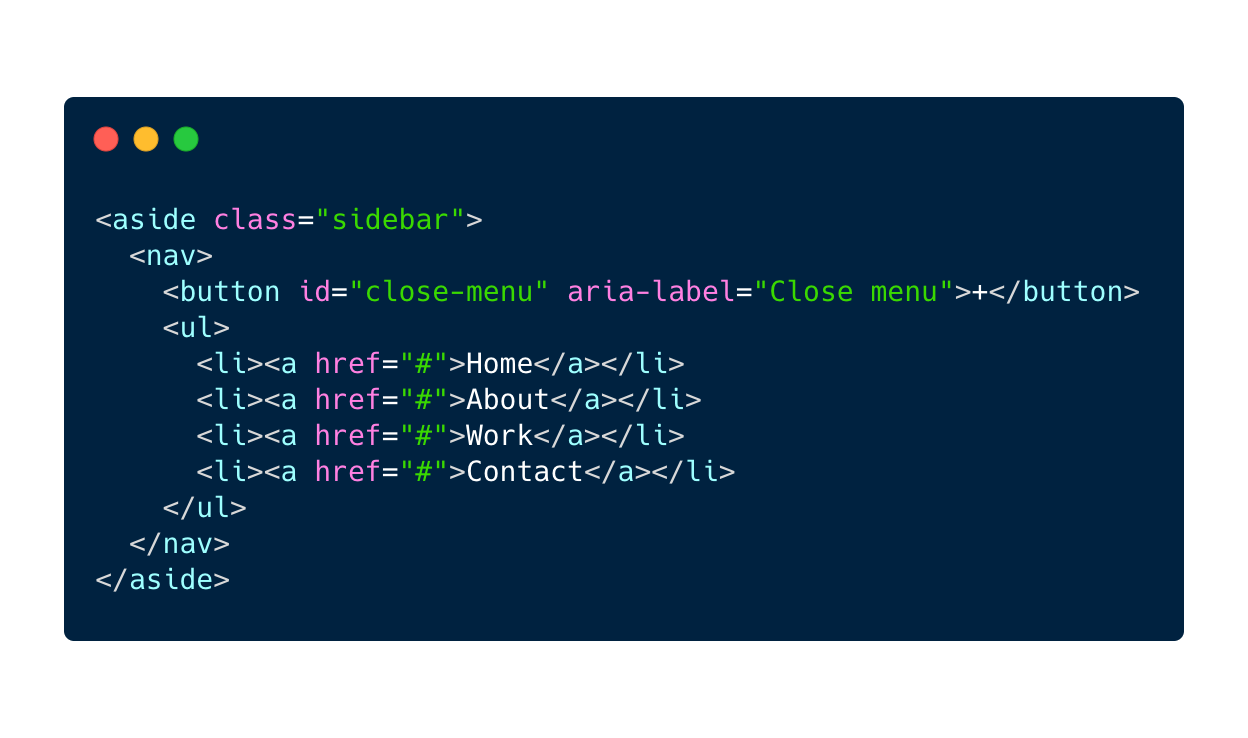 <aside class="sidebar">
  <nav>
    <button id="close-menu" aria-label="Close menu">+</button>
    <ul>
      <li><a href="#">Home</a></li>
      <li><a href="#">About</a></li>
      <li><a href="#">Work</a></li>
      <li><a href="#">Contact</a></li>
    </ul>
  </nav>
</aside>